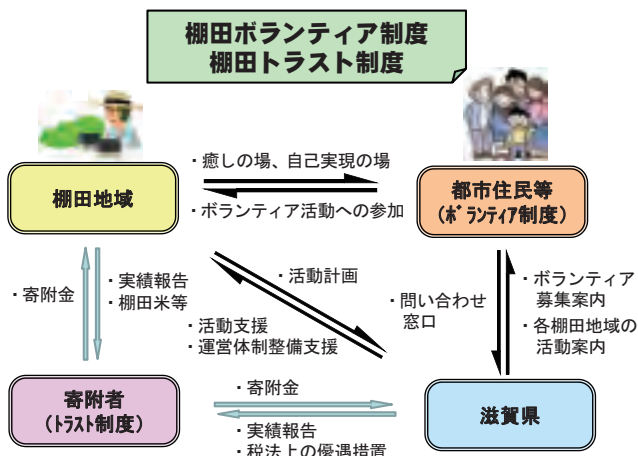 棚田ボランティア制度
棚田トラスト制度
・癒しの場、自己実現の場
棚田地域
都市住民等
(ﾎﾞﾗﾝﾃｨｱ制度)
・ボランティア活動への参加
・寄附金
・実績報告
・棚田米等
・活動計画
・活動支援
・運営体制整備支援
・問い合わせ
窓口
・ボランティア
募集案内
・各棚田地域の
活動案内
寄附者
(ﾄﾗｽﾄ制度)
・寄附金
・実績報告
・税法上の優遇措置
滋賀県